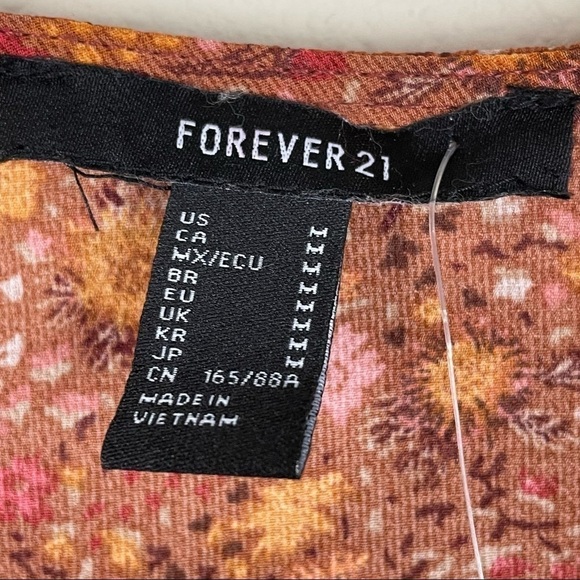 FOREVER 21
US M
CA M
MX/ECU M
BR M
EU M
UK M
KR M
JP M
CN 165/88A
MADE IN
VIETNAM